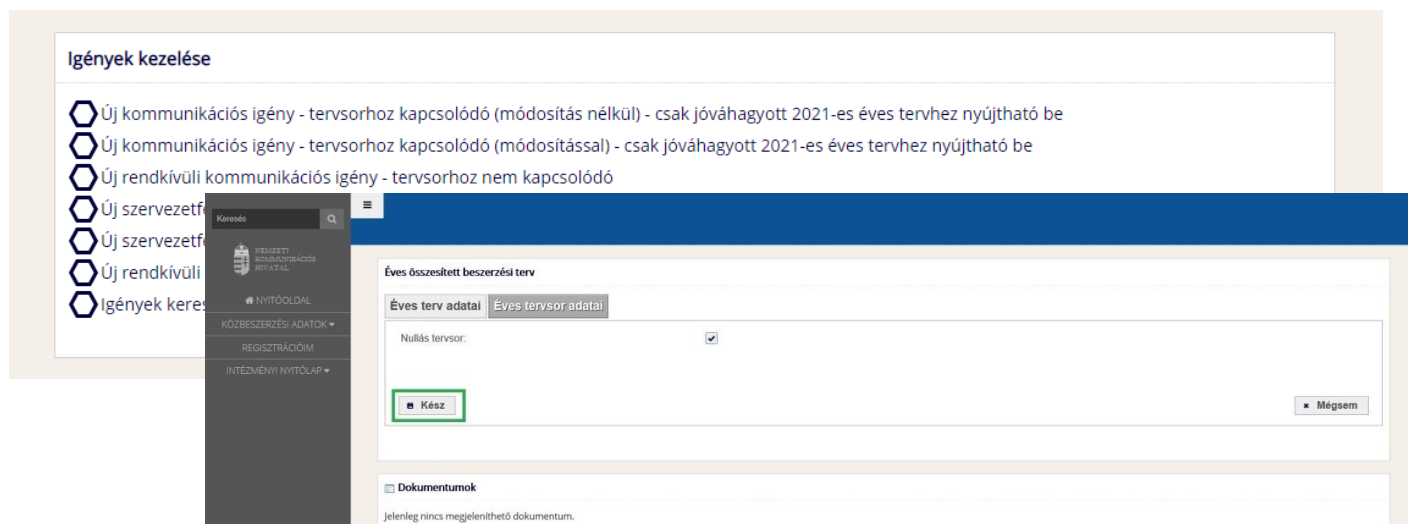 Igények kezelése
Új kommunikációs igény - tervsorhoz kapcsolódó (módosítás nélkül) - csak jóváhagyott 2021-es éves tervhez nyújtható be
Új kommunikációs igény - tervsorhoz kapcsolódó (módosítással) - csak jóváhagyott 2021-es éves tervhez nyújtható be
Új rendkívüli kommunikációs igény - tervsorhoz nem kapcsolódó
Új szervezetf
Új szervezetf
Új rendkívüli
Igények keres
Keresés
NEMZETI
KOMMUNIKÁCIÓS
HIVATAL
NYITÓOLDAL
KÖZBESZERZÉSI ADATOK
REGISZTRÁCIÓIM
INTÉZMÉNYI NYITÓLAP
Éves összesített beszerzési terv
Éves terv adatai Éves tervsor adatai
Nullás tervsor:
Kész Mégsem
Dokumentumok
Jelenleg nincs megjeleníthető dokumentum.